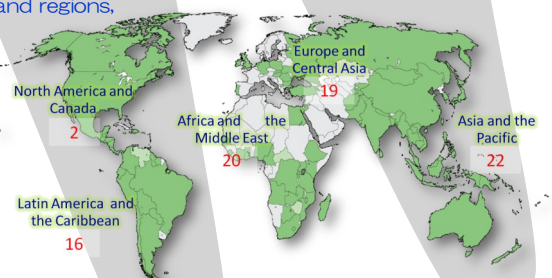 and regions,
Europe and
Central Asia
19
North America and
Canada
2
Africa and the
Middle East
20
Asia and the
Pacific
22
Latin America and
the Caribbean
16